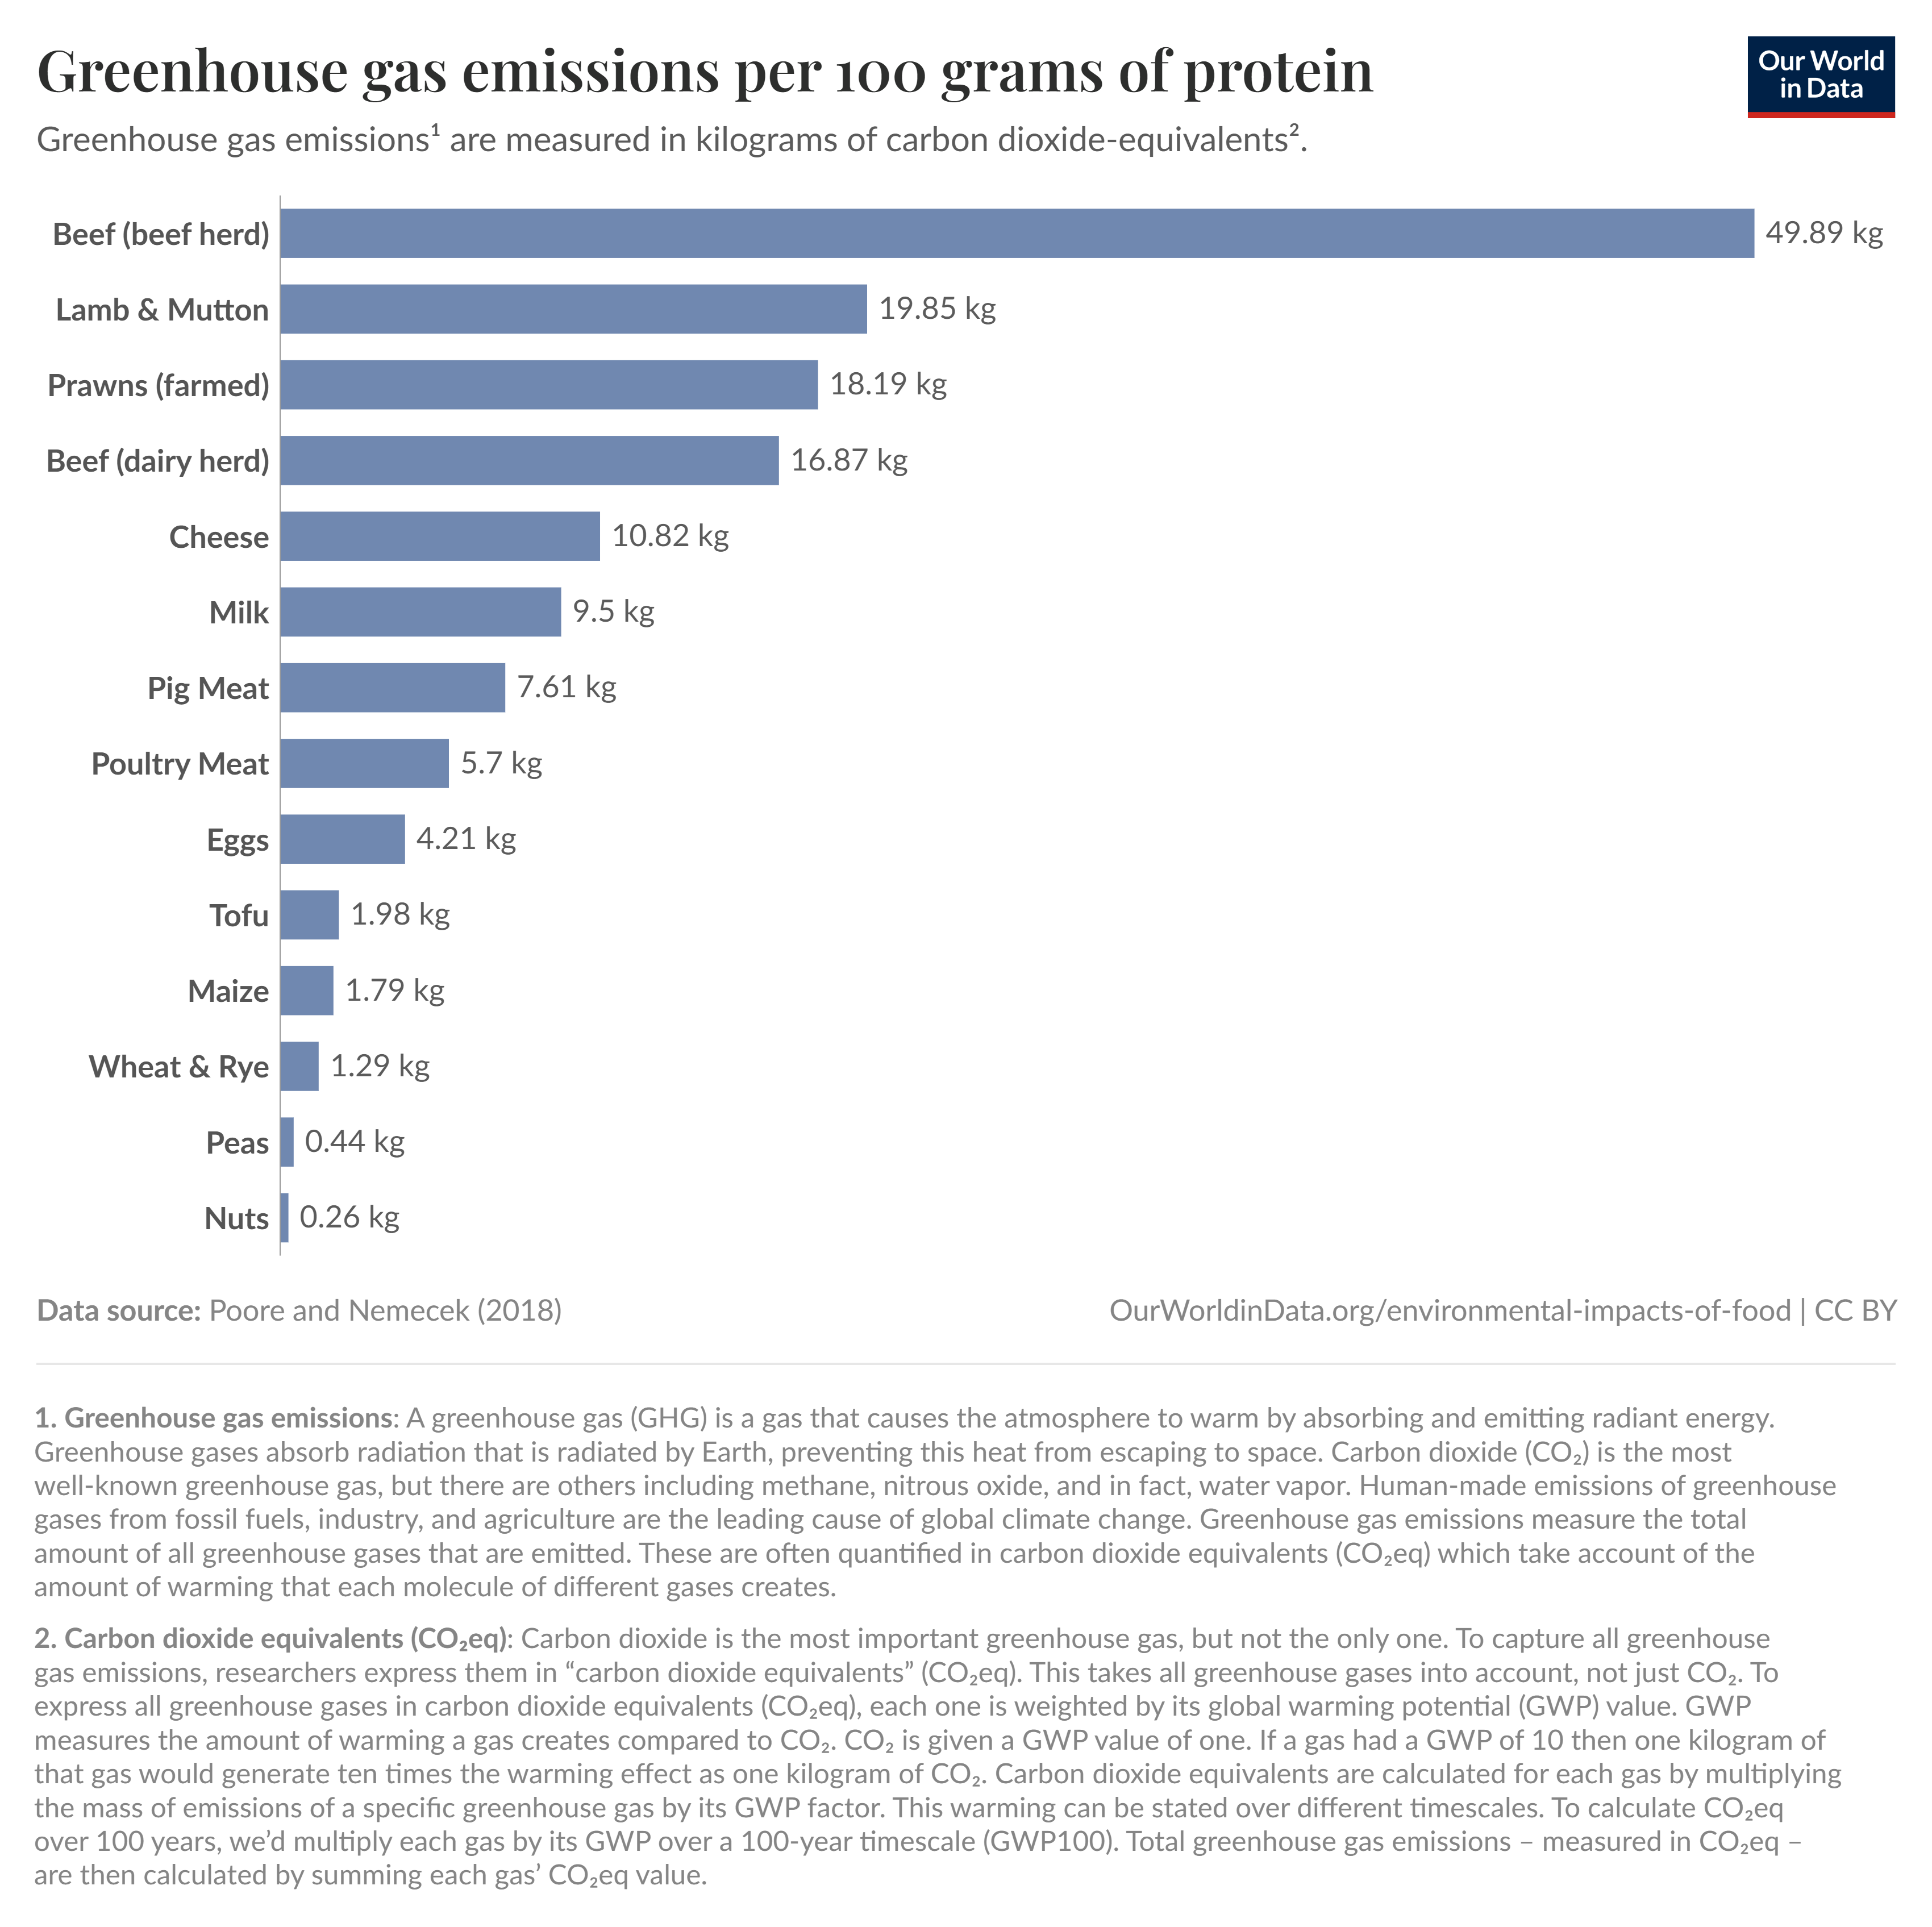 Greenhouse gas emissions per 100 grams of protein
Our World
in Data
Greenhouse gas emissions¹ are measured in kilograms of carbon dioxide-equivalents².
Beef (beef herd) 49.89 kg
Lamb & Mutton 19.85 kg
Prawns (farmed) 18.19 kg
Beef (dairy herd) 16.87 kg
Cheese 10.82 kg
Milk 9.5 kg
Pig Meat 7.61 kg
Poultry Meat 5.7 kg
Eggs 4.21 kg
Tofu 1.98 kg
Maize 1.79 kg
Wheat & Rye 1.29 kg
Peas 0.44 kg
Nuts 0.26 kg
Data source: Poore and Nemecek (2018) OurWorldinData.org/environmental-impacts-of-food | CC BY
1. Greenhouse gas emissions: A greenhouse gas (GHG) is a gas that causes the atmosphere to warm by absorbing and emitting radiant energy.
Greenhouse gases absorb radiation that is radiated by Earth, preventing this heat from escaping to space. Carbon dioxide (CO₂) is the most
well-known greenhouse gas, but there are others including methane, nitrous oxide, and in fact, water vapor. Human-made emissions of greenhouse
gases from fossil fuels, industry, and agriculture are the leading cause of global climate change. Greenhouse gas emissions measure the total
amount of all greenhouse gases that are emitted. These are often quantified in carbon dioxide equivalents (CO₂eq) which take account of the
amount of warming that each molecule of different gases creates.
2. Carbon dioxide equivalents (CO₂eq): Carbon dioxide is the most important greenhouse gas, but not the only one. To capture all greenhouse
gas emissions, researchers express them in “carbon dioxide equivalents” (CO₂eq). This takes all greenhouse gases into account, not just CO₂. To
express all greenhouse gases in carbon dioxide equivalents (CO₂eq), each one is weighted by its global warming potential (GWP) value. GWP
measures the amount of warming a gas creates compared to CO₂. CO₂ is given a GWP value of one. If a gas had a GWP of 10 then one kilogram of
that gas would generate ten times the warming effect as one kilogram of CO₂. Carbon dioxide equivalents are calculated for each gas by multiplying
the mass of emissions of a specific greenhouse gas by its GWP factor. This warming can be stated over different timescales. To calculate CO₂eq
over 100 years, we’d multiply each gas by its GWP over a 100-year timescale (GWP100). Total greenhouse gas emissions – measured in CO₂eq –
are then calculated by summing each gas’ CO₂eq value.